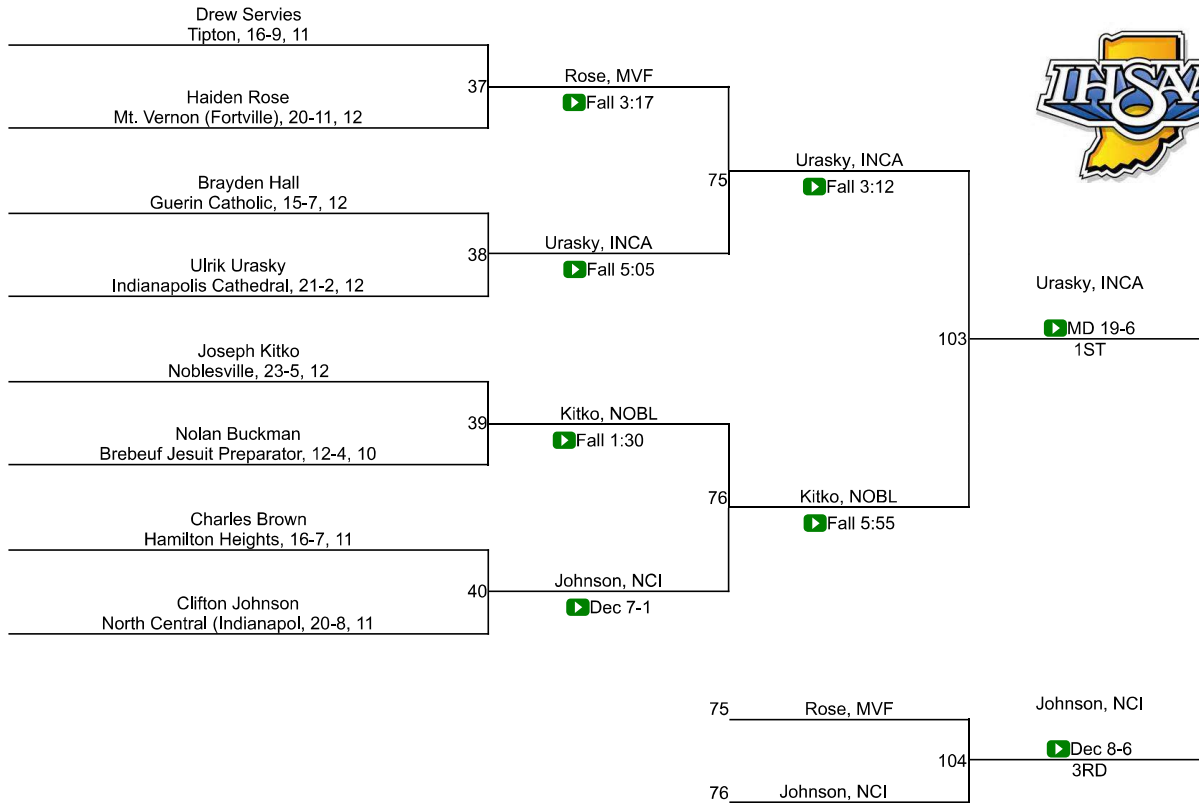 Drew Servies
Tipton, 16-9, 11
37
Haiden Rose
Mt. Vernon (Fortville), 20-11, 12
Rose, MVF
Fall 3:17
Brayden Hall
Guerin Catholic, 15-7, 12
38
Ulrik Urasky
Indianapolis Cathedral, 21-2, 12
Urasky, INCA
Fall 5:05
75
Urasky, INCA
Fall 3:12
Joseph Kitko
Noblesville, 23-5, 12
39
Nolan Buckman
Brebeuf Jesuit Preparator, 12-4, 10
Kitko, NOBL
Fall 1:30
Charles Brown
Hamilton Heights, 16-7, 11
40
Clifton Johnson
North Central (Indianapol, 20-8, 11
Johnson, NCI
Dec 7-1
76
Kitko, NOBL
Fall 5:55
103
Urasky, INCA
MD 19-6
1ST
IHSAA
75
Rose, MVF
104
76
Johnson, NCI
Johnson, NCI
Dec 8-6
3RD